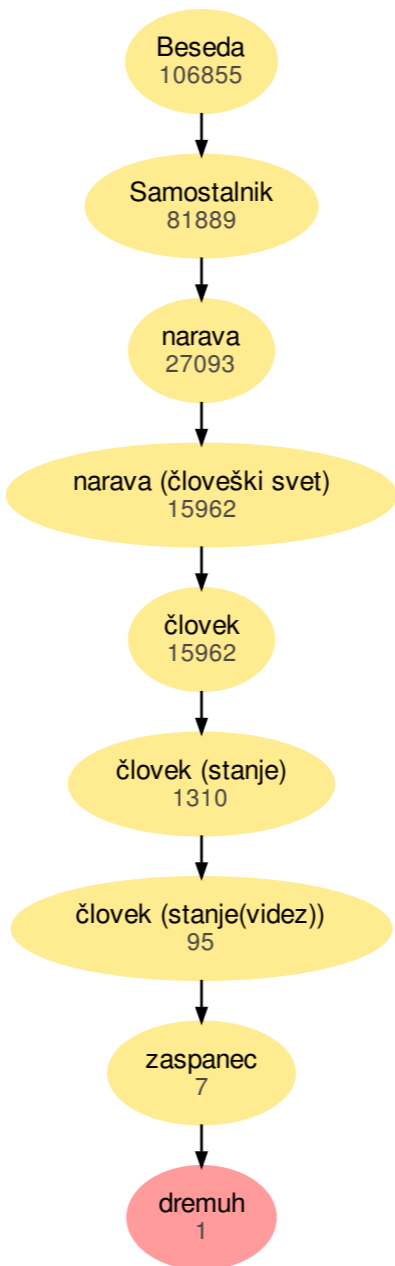 Beseda
106855
Samostalnik
81889
narava
27093
narava (človeški svet)
15962
človek
15962
človek (stanje)
1310
človek (stanje(videz))
95
zaspanec
7
dremuh
1